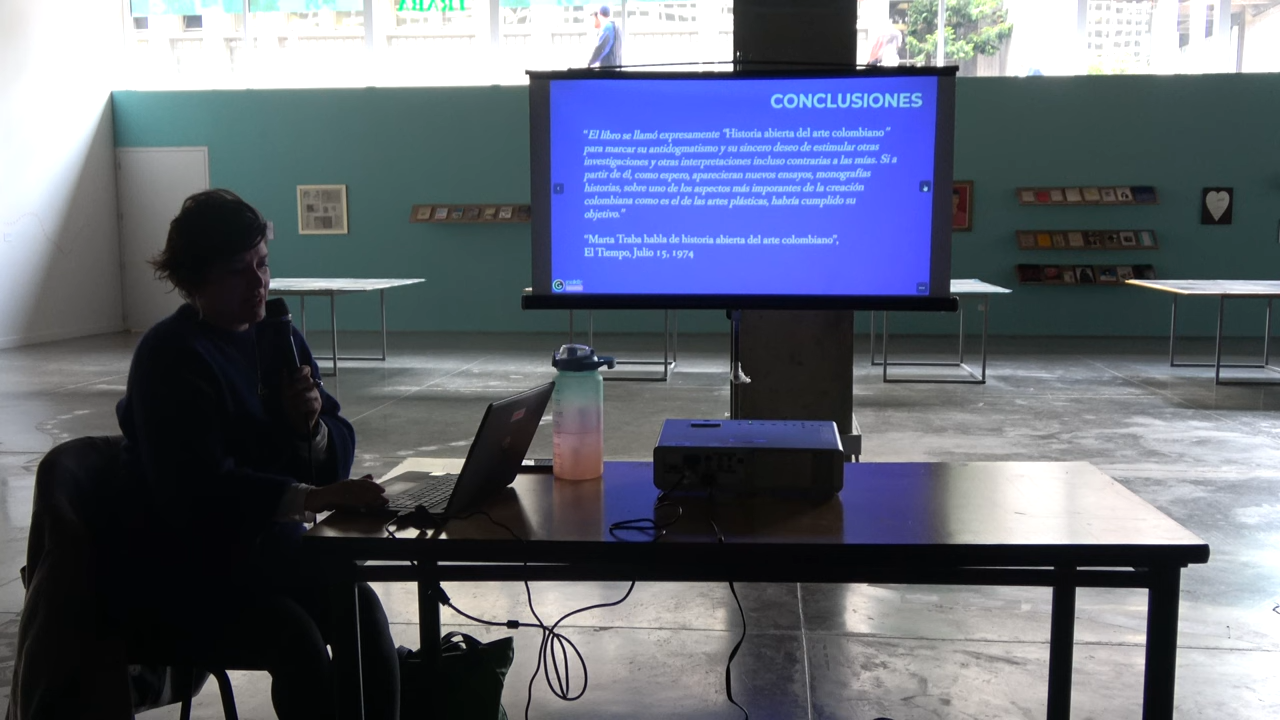 CONCLUSIONES
"El libro se llamó expresamente "Historia abierta del arte colombiano"
para marcar su antidogmatismo y su sincero deseo de estimular otras
investigaciones y otras interpretaciones incluso contrarias a las mías. Si a
partir de él, como espero, aparecieran nuevos ensayos, monografías
historias, sobre uno de los aspectos más imporantes de la creación
colombiana como es el de las artes plásticas, habría cumplido su
objetivo."
"Marta Traba habla de historia abierta del arte colombiano",
El Tiempo, Julio 15, 1974